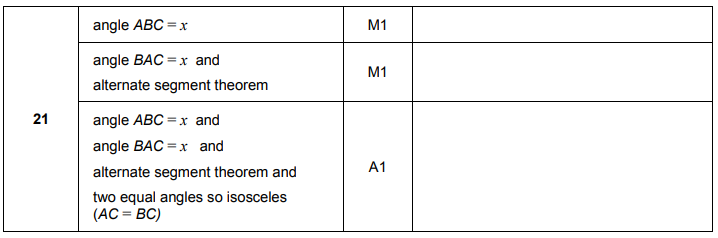 angle ABC = x
M1
angle BAC = x and
alternate segment theorem
M1
21
angle ABC = x and
angle BAC = x and
alternate segment theorem and
two equal angles so isosceles
(AC = BC)
A1